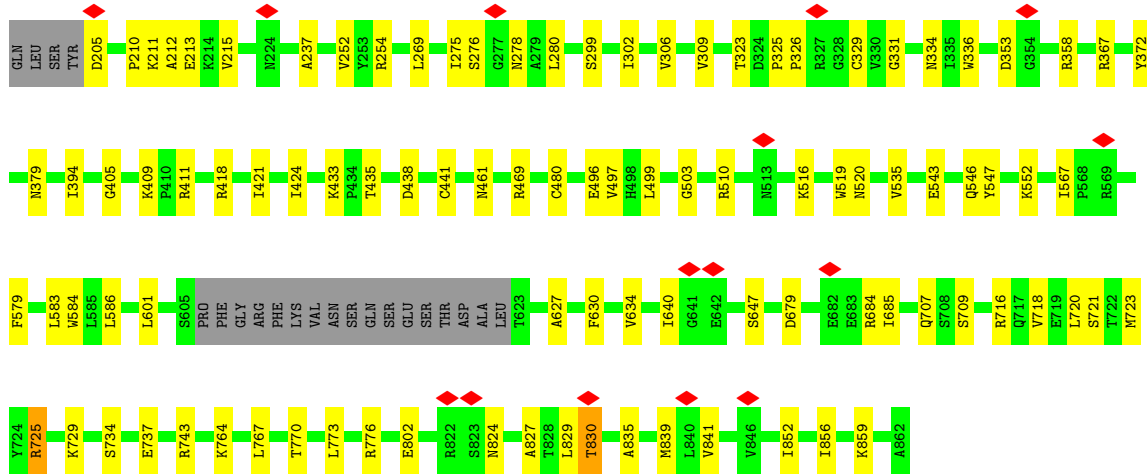 GLN LEU SER TYR D205 P210 K211 A212 E213 K214 V215 N224 A237 V252 Y253 R254 L269 I275 S276 G277 N278 A279 L280 S299 I302 V306 V309 T323 D324 P325 P326 R327 G328 C329 V330 G331 N334 I335 W336 D353 G354 R358 R367 Y372
N379 I394 G405 K409 P410 R411 R418 I421 I424 K433 P434 T435 D438 C441 N461 R469 C480 E496 V497 H498 L499 G503 R510 N513 K516 W519 N520 V535 E543 Q546 Y547 K552 I567 P568 R569
F579 L583 W584 L585 L586 L601 S605 PRO PHE GLY ARG PHE LYS VAL ASN SER GLN SER GLU SER THR ASP ALA LEU T623 A627 F630 V634 I640 G641 E642 S647 D679 E682 E683 R684 I685 Q707 S708 S709 R716 Q717 V718 E719 L720 S721 T722 M723
Y724 R725 K729 S734 E737 R743 K764 L767 T770 L773 R776 E802 R822 S823 N824 A827 T828 L829 T830 A835 M839 L840 V841 V846 I852 I856 K859 A862